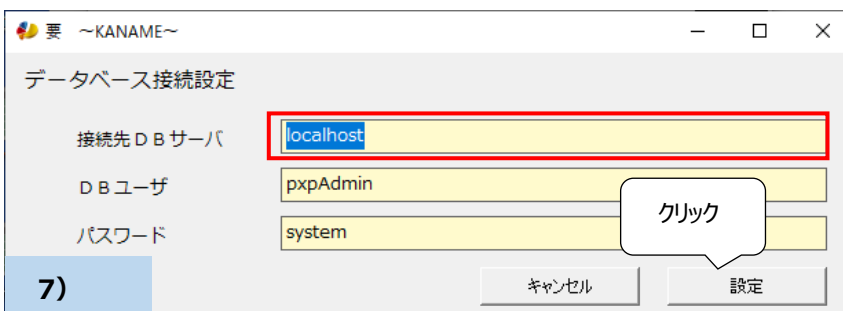 要 ～KANAME～
データベース接続設定
接続先ＤＢサーバ
localhost
ＤＢユーザ
pxpAdmin
パスワード
system
クリック
7）
キャンセル
設定